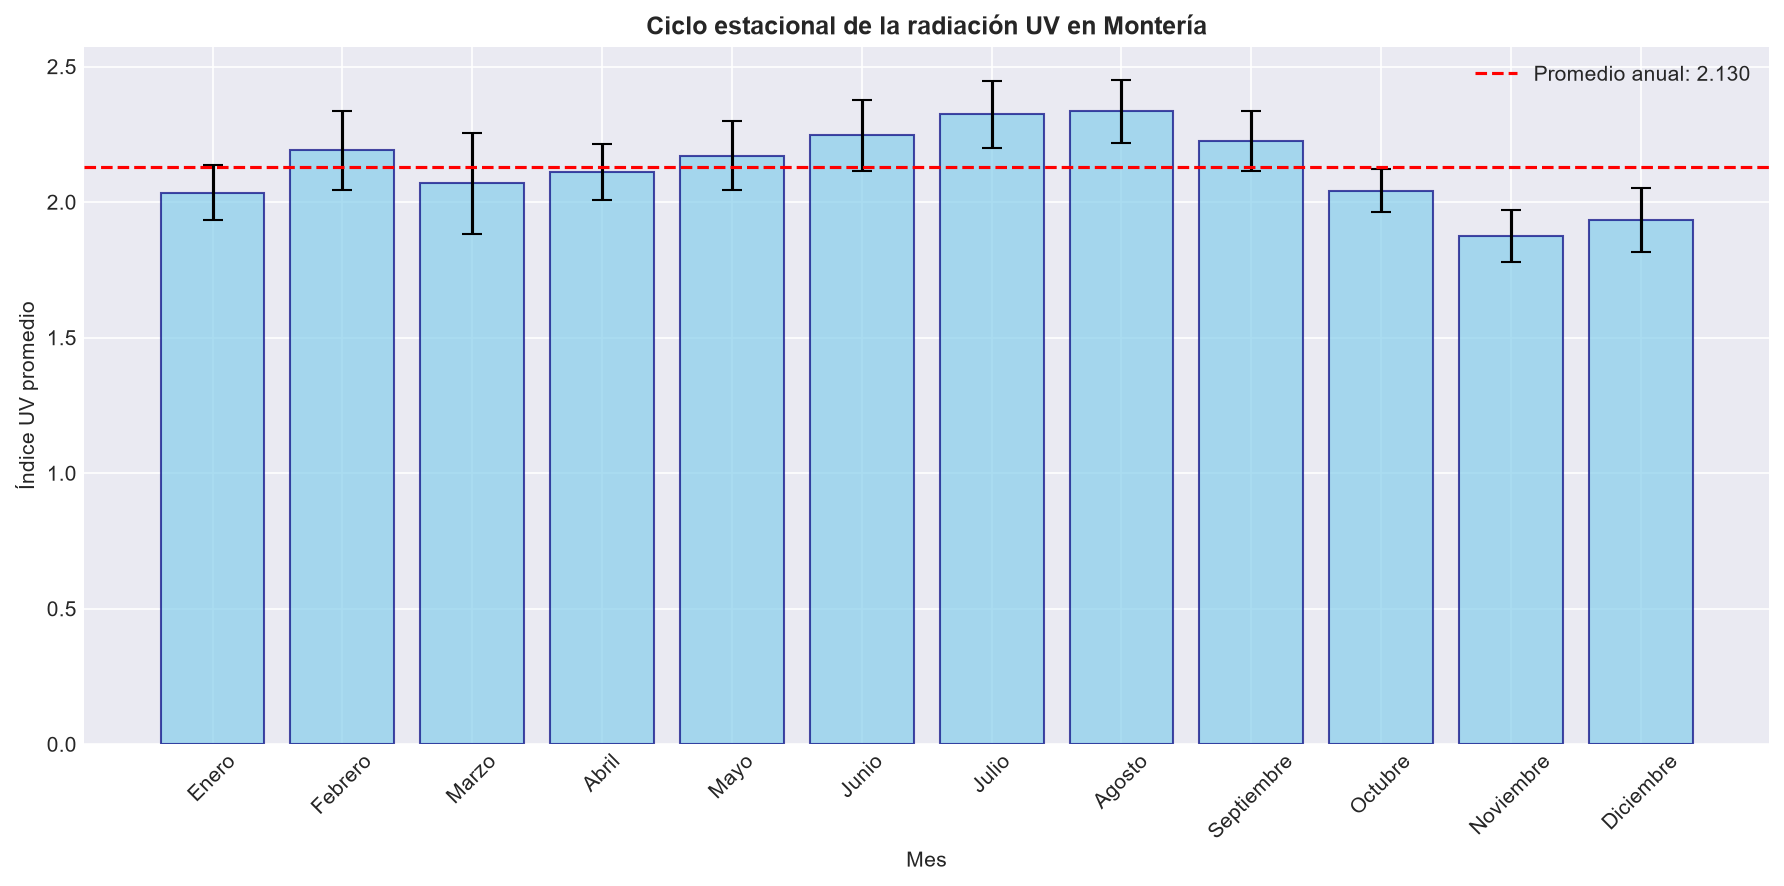 Ciclo estacional de la radiación UV en Montería
Promedio anual: 2.130
Índice UV promedio
2.5
2.0
1.5
1.0
0.5
0.0
Enero
Febrero
Marzo
Abril
Mayo
Junio
Julio
Agosto
Septiembre
Octubre
Noviembre
Diciembre
Mes